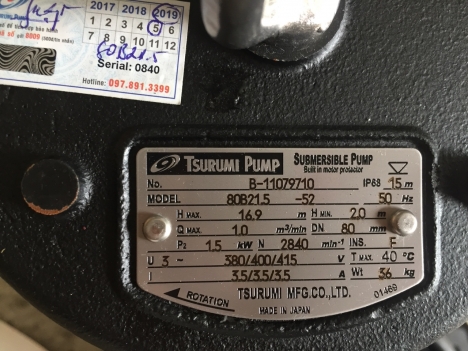 2017 2018 2019
1 2 3 4 5 6
7 8 9 10 11 12
80B21.5
Serial: 0840
Hotline: 097.891.3399
TSURUMI PUMP SUBMERSIBLE PUMP
Built in motor protector
No. B-11079710 IP68 15 m
MODEL 80B21.5 -52 50 Hz
H MAX. 16.9 m H MIN. 2.0 m
Q MAX. 1.0 m³/min DN 80 mm
P2 1.5 kW N 2840 min⁻¹ INS. F
U 3~ 380/400/415 V T MAX. 40 °C
I 3.5/3.5/3.5 A Wt 36 kg
ROTATION TSURUMI MFG.CO.,LTD. 01469
MADE IN JAPAN